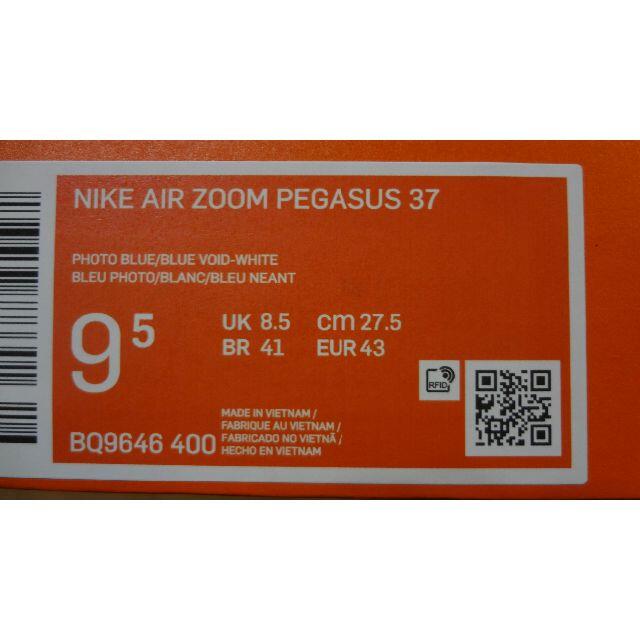 NIKE AIR ZOOM PEGASUS 37
PHOTO BLUE/BLUE VOID-WHITE
BLEU PHOTO/BLANC/BLEU NEANT
9 5
UK 8.5 cm 27.5
BR 41 EUR 43
RFID
BQ9646 400
MADE IN VIETNAM /
FABRIQUE AU VIETNAM /
FABRICADO NO VIETNÃ /
HECHO EN VIETNAM